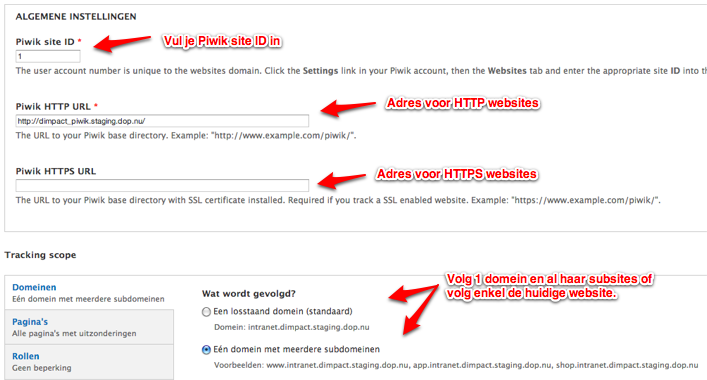 ALGEMENE INSTELLINGEN
Piwik site ID *
Vul je Piwik site ID in
1
The user account number is unique to the websites domain. Click the Settings link in your Piwik account, then the Websites tab and enter the appropriate site ID into th
Piwik HTTP URL *
Adres voor HTTP websites
http://dimpact_piwik.staging.dop.nu/
The URL to your Piwik base directory. Example: "http://www.example.com/piwik/".
Piwik HTTPS URL
Adres voor HTTPS websites
The URL to your Piwik base directory with SSL certificate installed. Required if you track a SSL enabled website. Example: "https://www.example.com/piwik/".
Tracking scope
Domeinen
Eén domein met meerdere subdomeinen
Pagina's
Alle pagina's met uitzonderingen
Rollen
Geen beperking
Volg 1 domein en al haar subsites of
volg enkel de huidige website.
Wat wordt gevolgd?
Een losstaand domein (standaard)
Domein: intranet.dimpact.staging.dop.nu
Eén domein met meerdere subdomeinen
Voorbeelden: www.intranet.dimpact.staging.dop.nu, app.intranet.dimpact.staging.dop.nu, shop.intranet.dimpact.staging.dop.nu